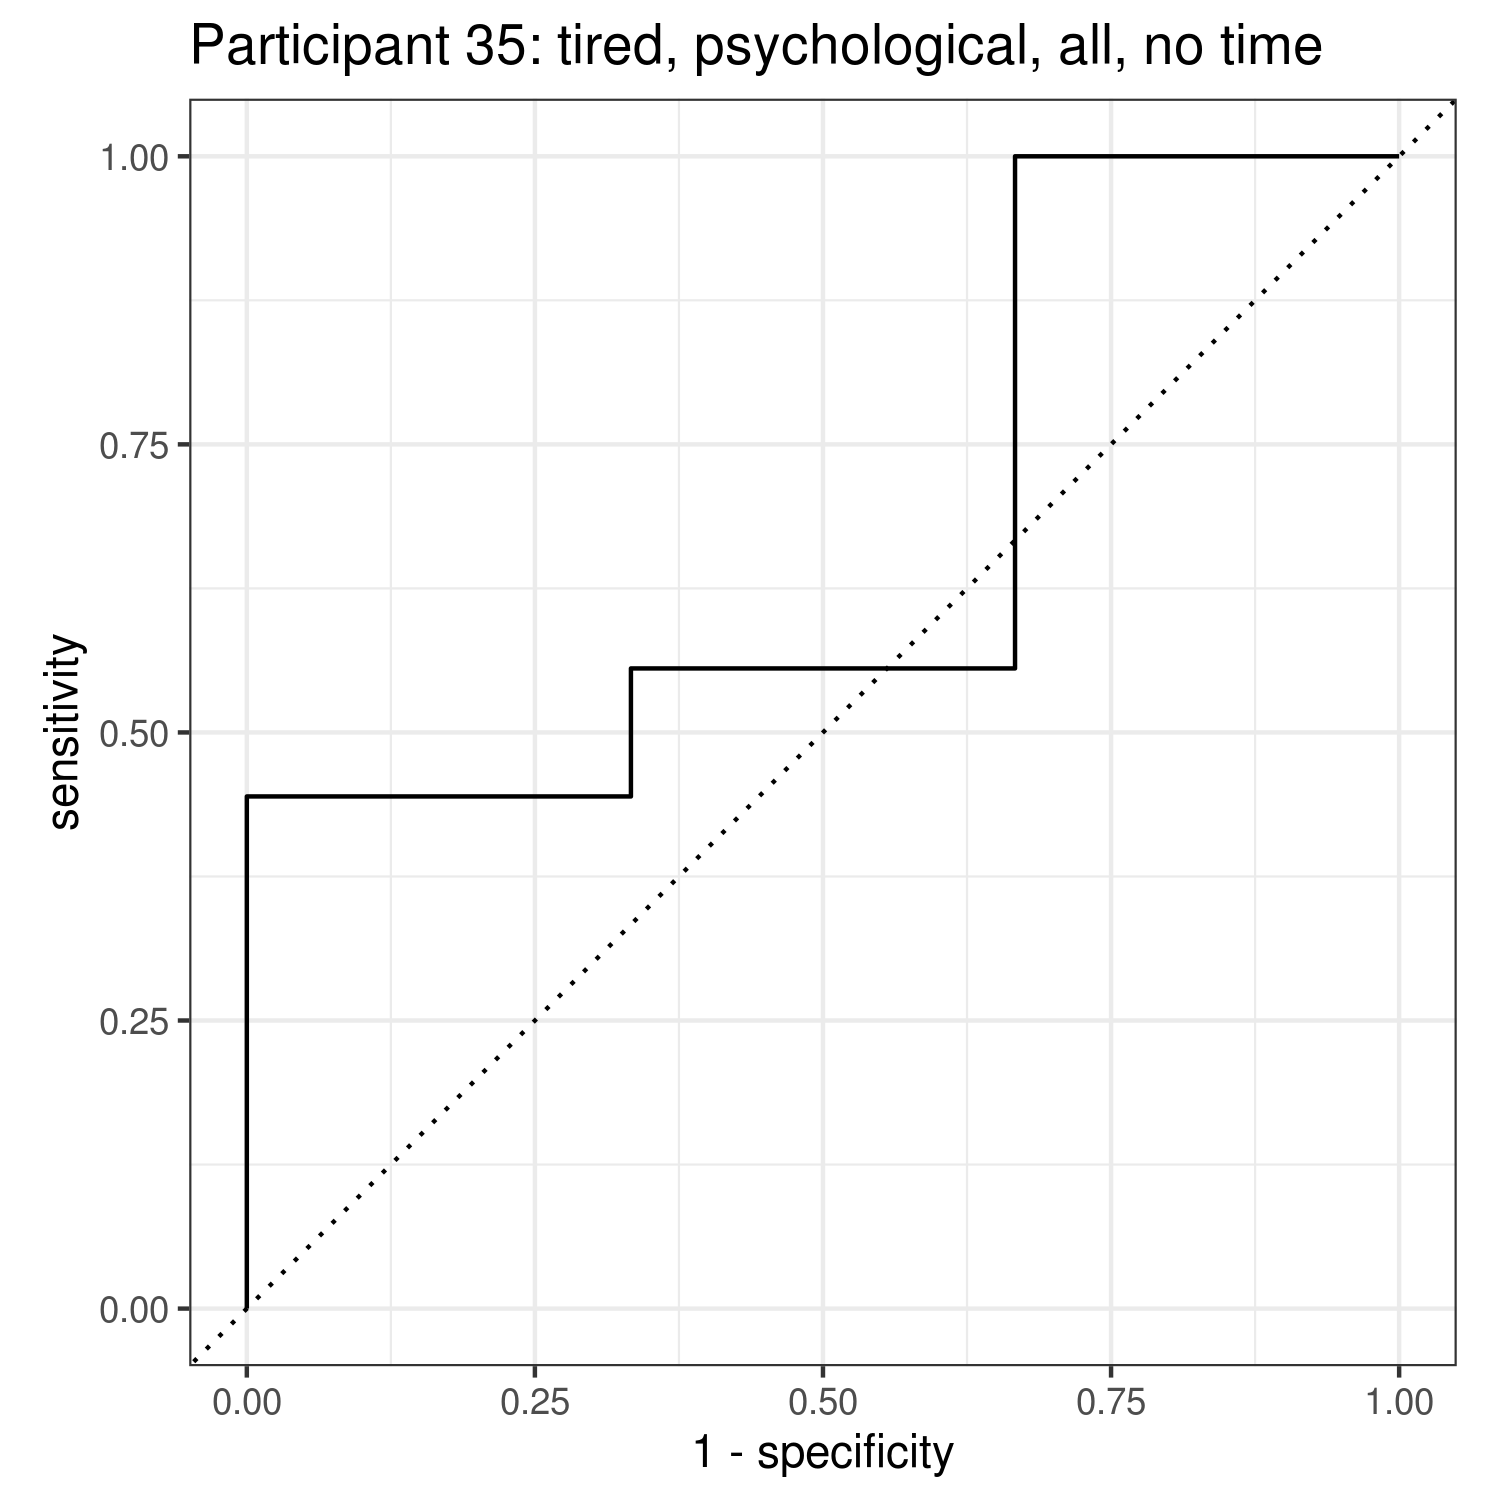 Participant 35: tired, psychological, all, no time
1.00
0.75
0.50
0.25
0.00
sensitivity
0.00 0.25 0.50 0.75 1.00
1 - specificity